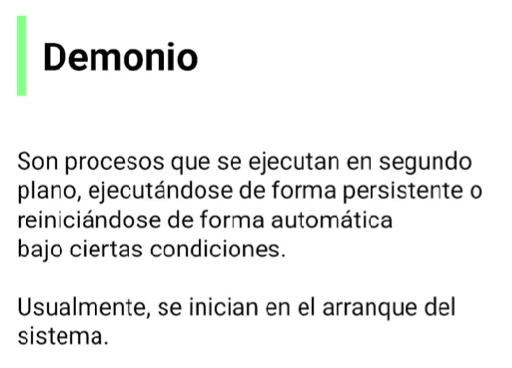 Demonio
Son procesos que se ejecutan en segundo
plano, ejecutándose de forma persistente o
reiniciándose de forma automática
bajo ciertas condiciones.
Usualmente, se inician en el arranque del
sistema.